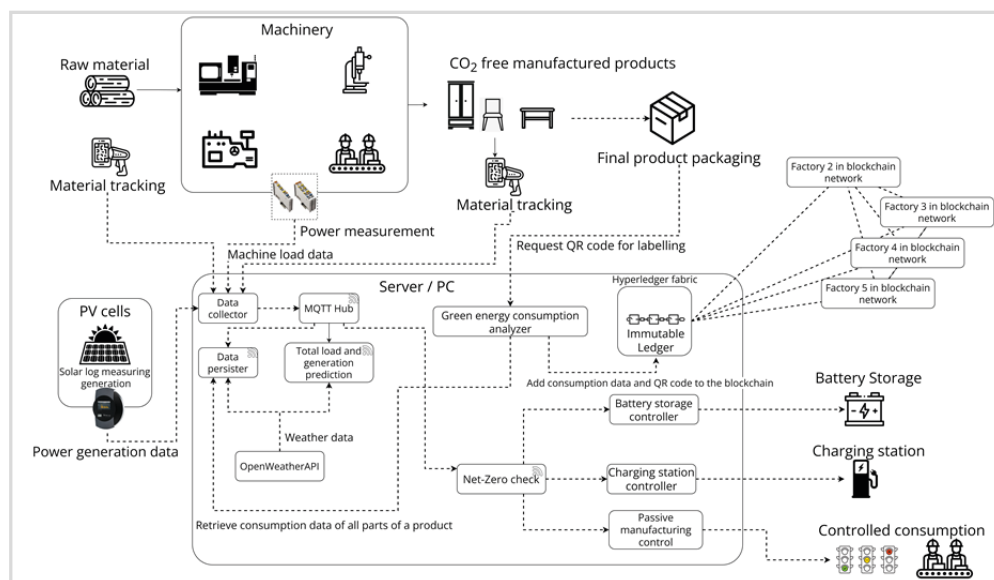 Machinery
Raw material
CO2 free manufactured products
Material tracking
Final product packaging
Material tracking
Power measurement
Factory 2 in blockchain
network
Factory 3 in blockchain
network
Factory 4 in blockchain
network
Factory 5 in blockchain
network
Request QR code for labelling
Machine load data
Server / PC
Hyperledger fabric
PV cells
Solar log measuring
generation
Power generation data
Data
collector
MQTT Hub
Green energy consumption
analyzer
Immutable
Ledger
Data
persister
Total load and
generation
prediction
Add consumption data and QR code to the blockchain
Battery Storage
Battery storage
controller
Weather data
OpenWeatherAPI
Charging station
Net-Zero check
Charging station
controller
Retrieve consumption data of all parts of a product
Passive
manufacturing
control
Controlled consumption